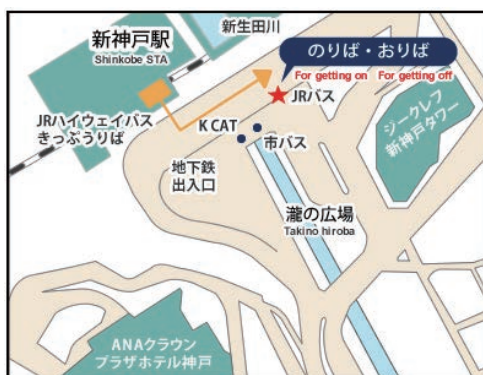 新神戸駅
Shinkobe STA
新生田川
のりば・おりば
For getting on For getting off
JRバス
JRハイウェイバス
きっぷうりば
K CAT
市バス
地下鉄
出入口
ジークレフ
新神戸タワー
瀧の広場
Takino hiroba
ANAクラウン
プラザホテル神戸